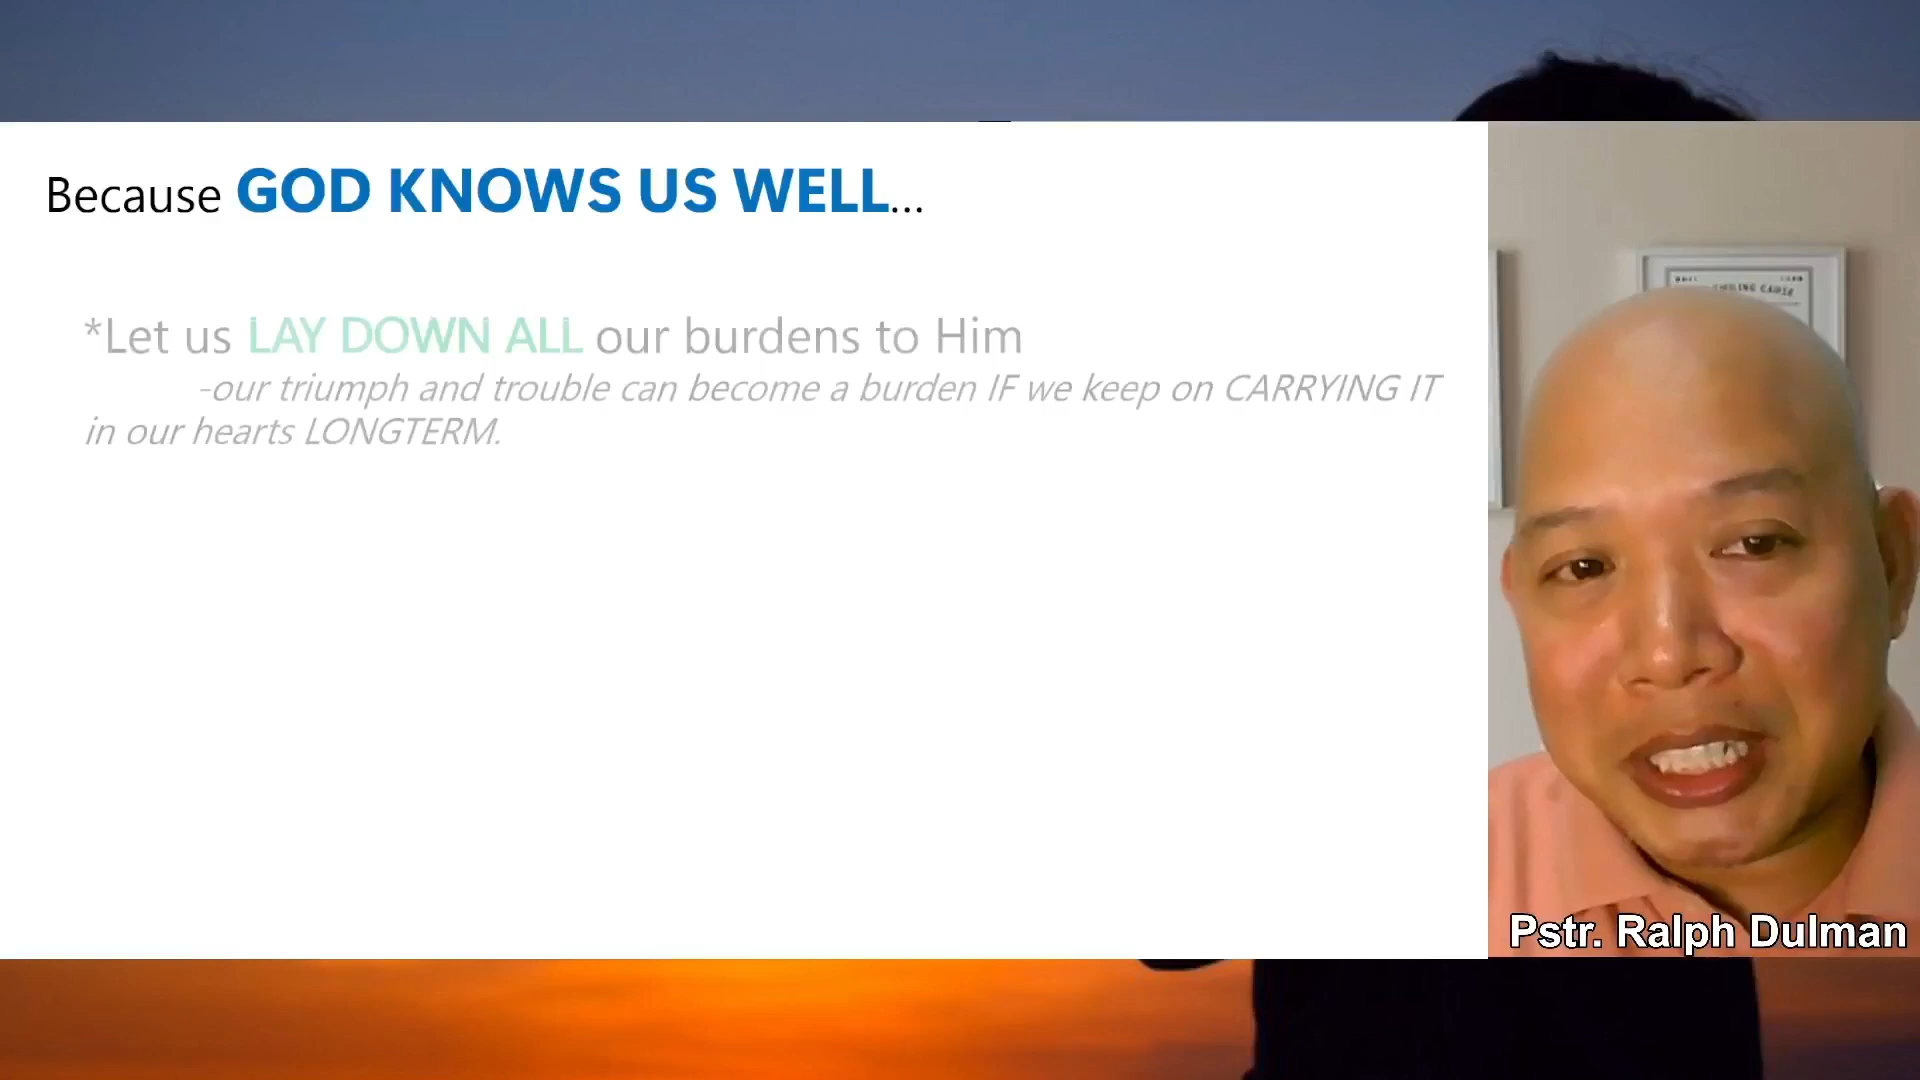 Because GOD KNOWS US WELL...
*Let us LAY DOWN ALL our burdens to Him
-our triumph and trouble can become a burden IF we keep on CARRYING IT
in our hearts LONGTERM.
Pstr. Ralph Dulman